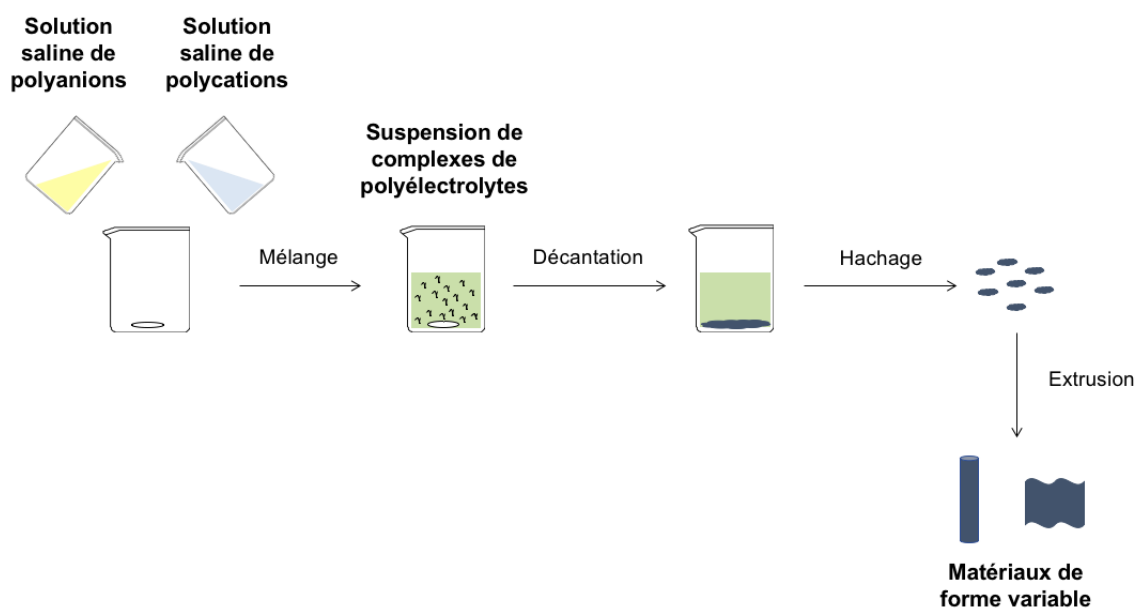 Solution
saline de
polyanions
Solution
saline de
polycations
Suspension de
complexes de
polyélectrolytes
Mélange
Décantation
Hachage
Extrusion
Matériaux de
forme variable